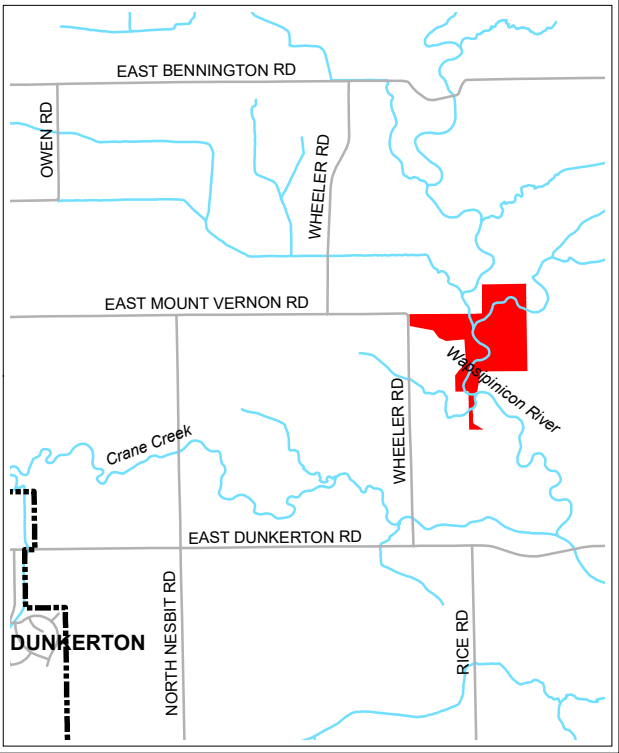 EAST BENNINGTON RD
OWEN RD
WHEELER RD
EAST MOUNT VERNON RD
Wapsipinicon River
WHEELER RD
Crane Creek
EAST DUNKERTON RD
NORTH NESBIT RD
RICE RD
DUNKERTON